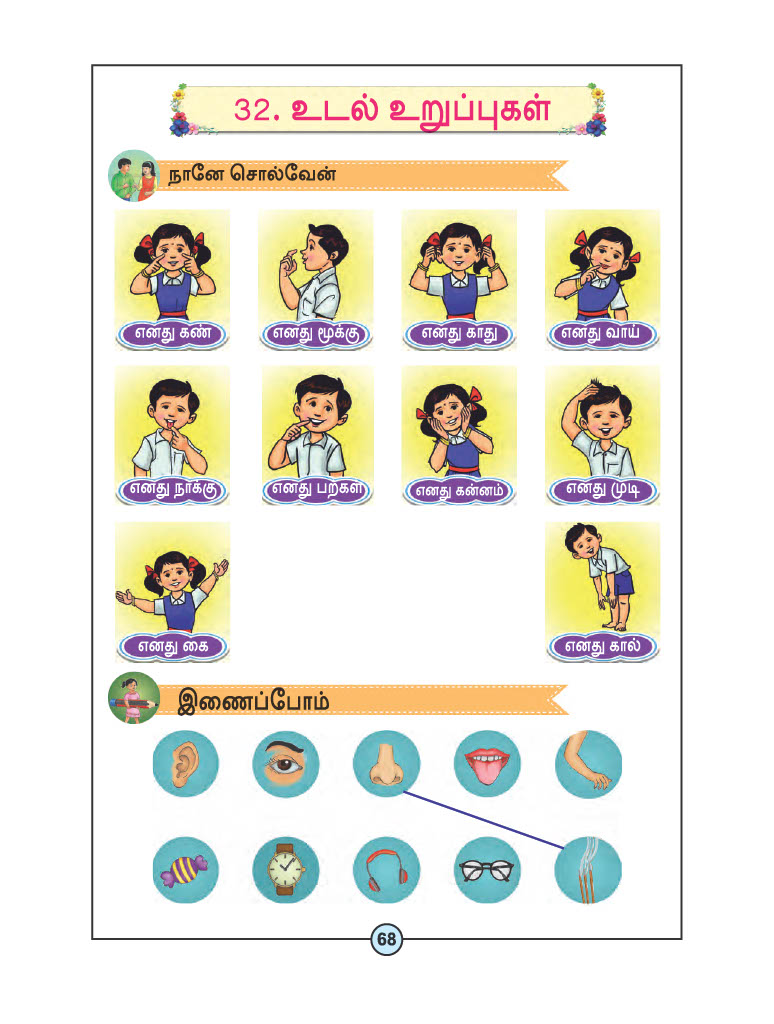 32. உடல் உறுப்புகள்
நானே சொல்வேன்
எனது கண்
எனது மூக்கு
எனது காது
எனது வாய்
எனது நாக்கு
எனது பற்கள்
எனது கன்னம்
எனது முடி
எனது கை
எனது கால்
இணைப்போம்
68